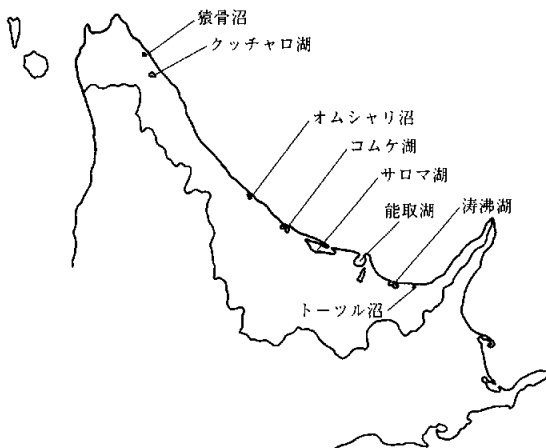 猿骨沼
クッチャロ湖
オムシャリ沼
コムケ湖
サロマ湖
能取湖
涛沸湖
トーツル沼